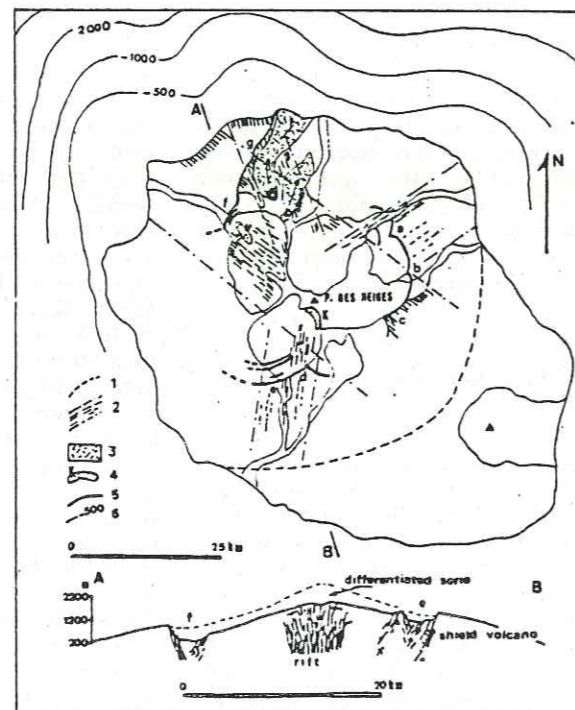 2000
-1000
-500
A
N
g
f
a
b
P. DES NEIGES
K
c
d
e
1
2
3
4
5
500 6
0 25 km
B
A B
m
2200
1200
200
differentiated zone
f
e
shield volcano
rift
0 20 km